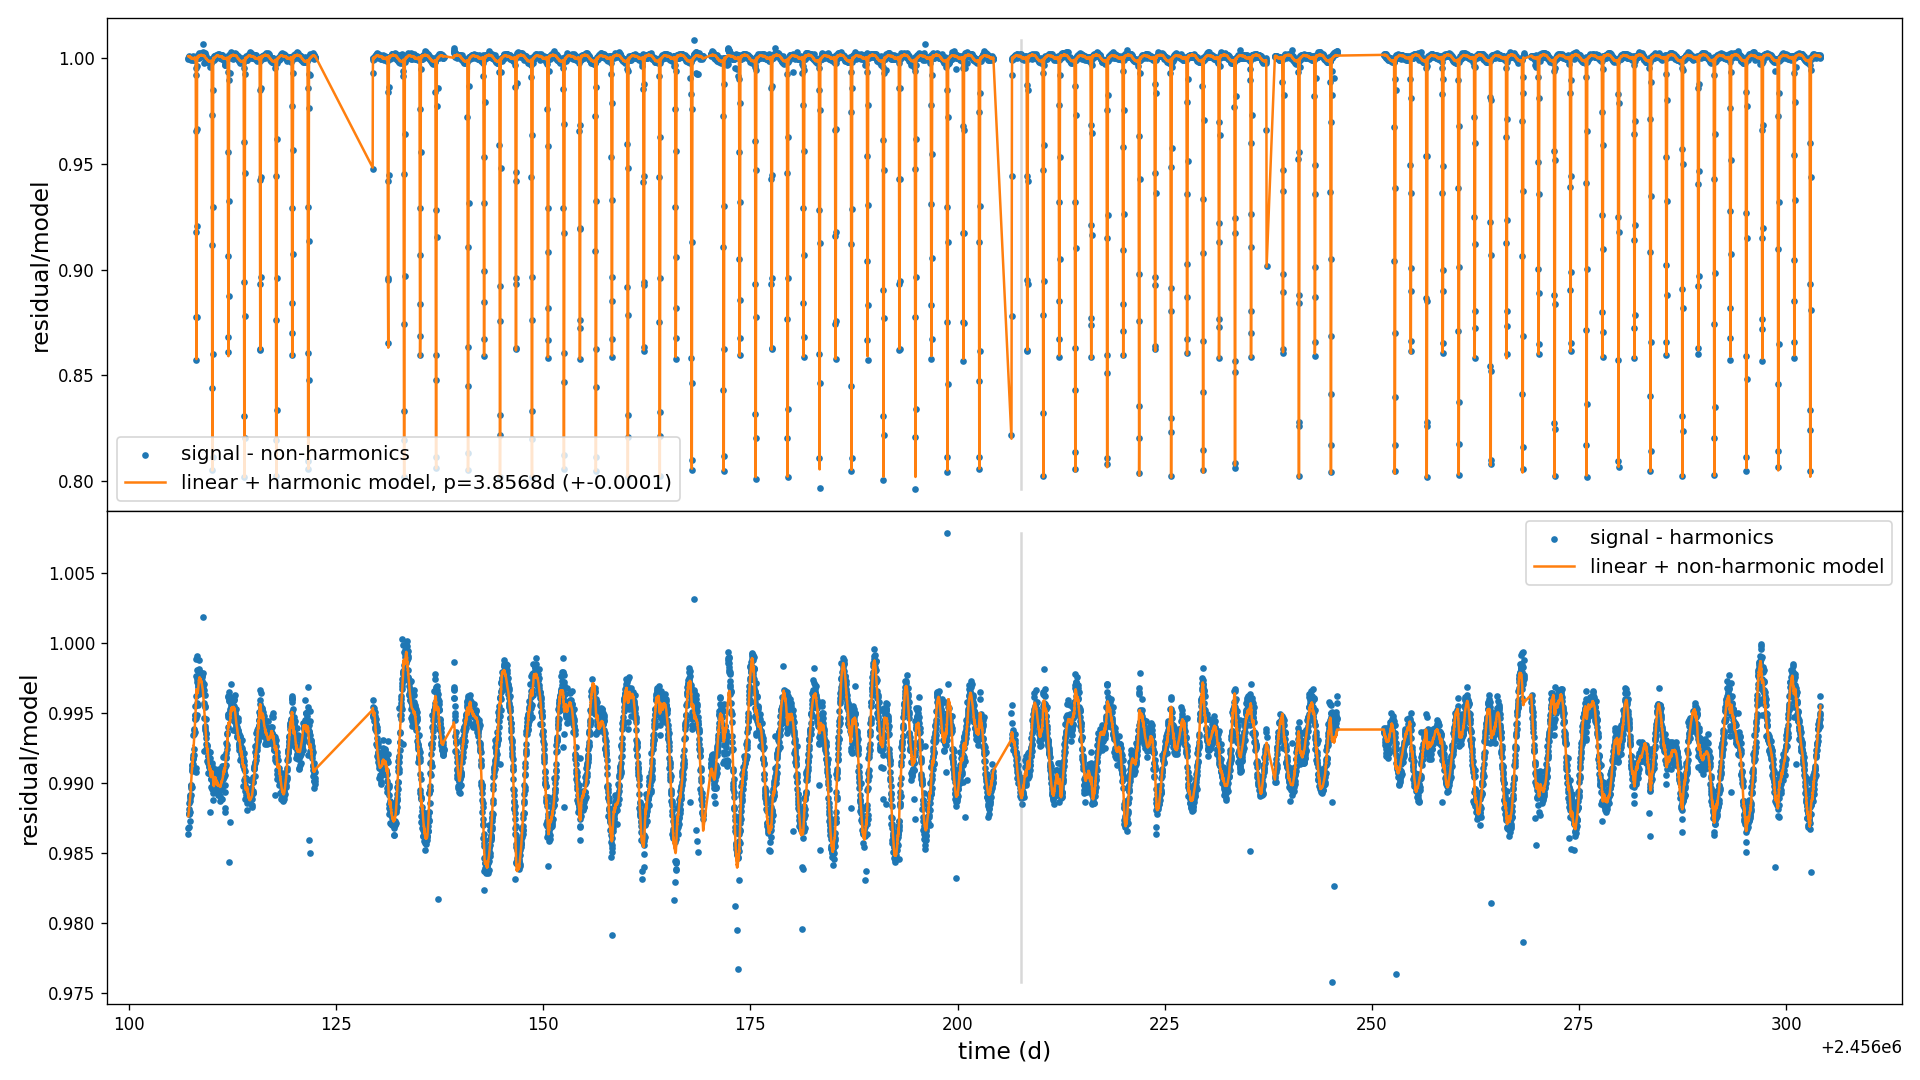 1.00
0.95
0.90
0.85
0.80
residual/model
signal - non-harmonics
linear + harmonic model, p=3.8568d (+-0.0001)
signal - harmonics
linear + non-harmonic model
1.005
1.000
0.995
0.990
0.985
0.980
0.975
residual/model
100 125 150 175 200 225 250 275 300
time (d)
+2.456e6